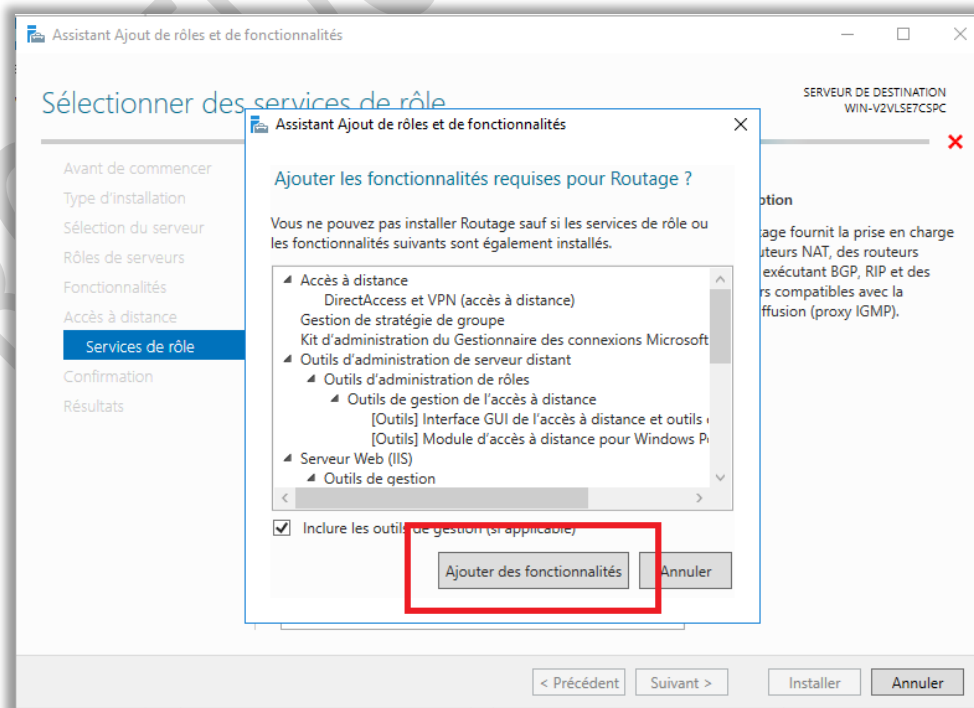 Assistant Ajout de rôles et de fonctionnalités
Sélectionner des services de rôle
SERVEUR DE DESTINATION
WIN-V2VLSE7CSPC
Avant de commencer
Type d'installation
Sélection du serveur
Rôles de serveurs
Fonctionnalités
Accès à distance
Services de rôle
Confirmation
Résultats
Assistant Ajout de rôles et de fonctionnalités
Ajouter les fonctionnalités requises pour Routage ?
Vous ne pouvez pas installer Routage sauf si les services de rôle ou
les fonctionnalités suivants sont également installés.
Accès à distance
DirectAccess et VPN (accès à distance)
Gestion de stratégie de groupe
Kit d'administration du Gestionnaire des connexions Microsoft
Outils d'administration de serveur distant
Outils d'administration de rôles
Outils de gestion de l'accès à distance
[Outils] Interface GUI de l'accès à distance et outils
[Outils] Module d'accès à distance pour Windows P
Serveur Web (IIS)
Outils de gestion
Inclure les outils de gestion (si applicable)
Ajouter des fonctionnalités
Annuler
ption
age fournit la prise en charge
uteurs NAT, des routeurs
exécutant BGP, RIP et des
rs compatibles avec la
ffusion (proxy IGMP).
< Précédent
Suivant >
Installer
Annuler